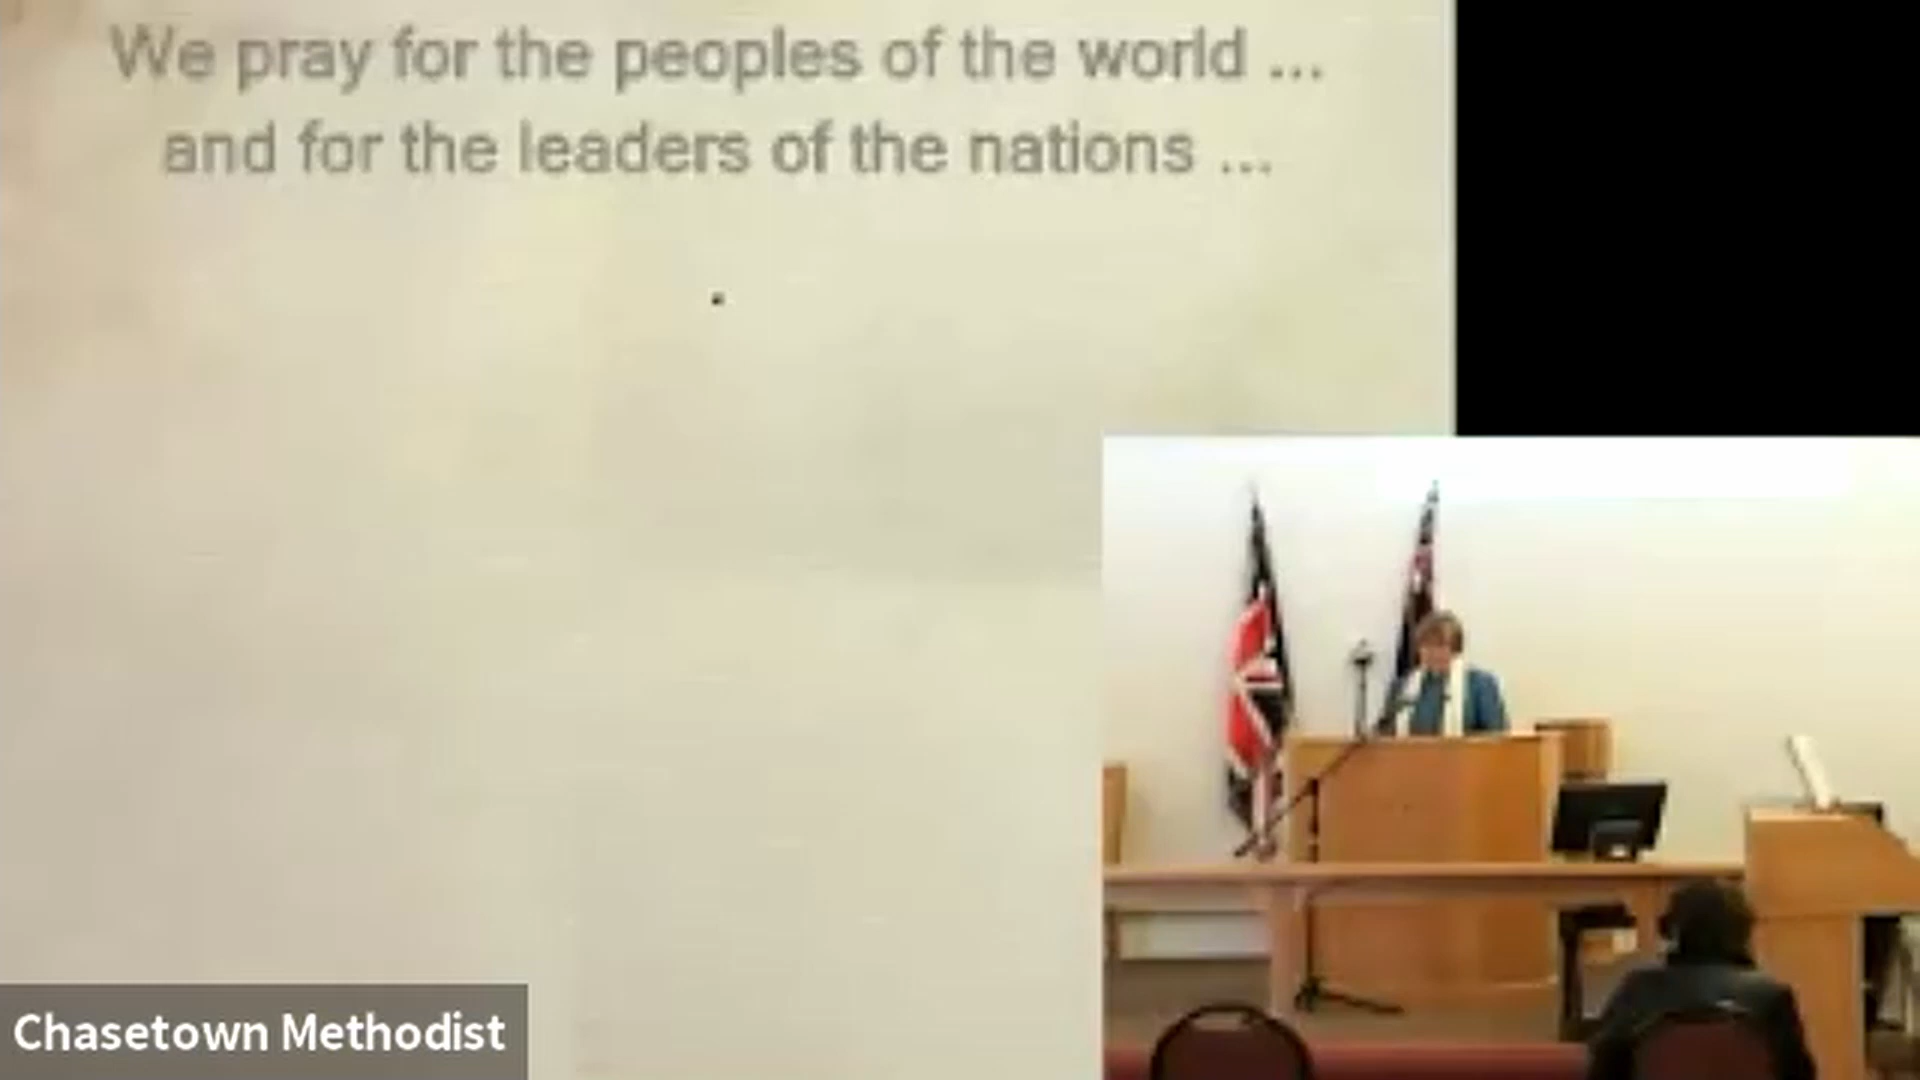 We pray for the peoples of the world ...
and for the leaders of the nations ...
Chasetown Methodist